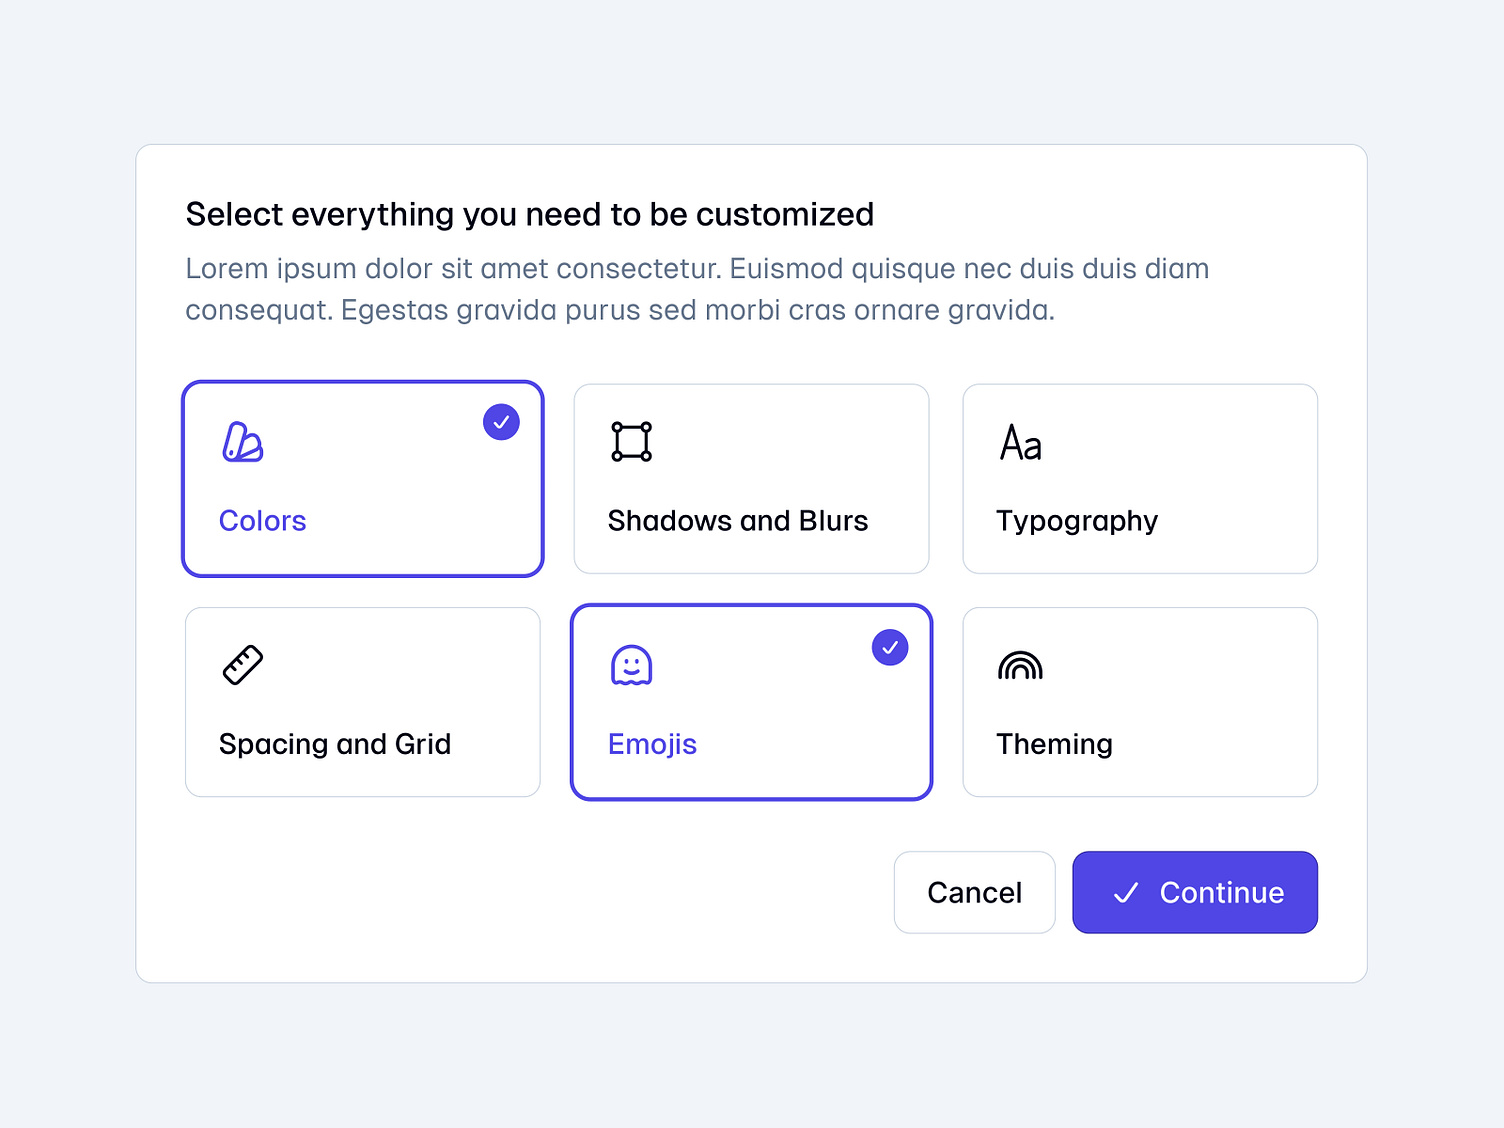 Select everything you need to be customized
Lorem ipsum dolor sit amet consectetur. Euismod quisque nec duis duis diam
consequat. Egestas gravida purus sed morbi cras ornare gravida.
Aa
Colors
Shadows and Blurs
Typography
Spacing and Grid
Emojis
Theming
Cancel
Continue